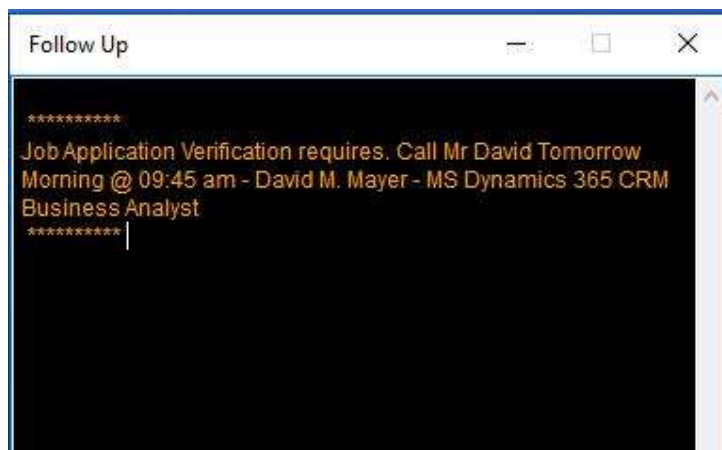 Follow Up
**********
Job Application Verification requires. Call Mr David Tomorrow
Morning @ 09:45 am - David M. Mayer - MS Dynamics 365 CRM
Business Analyst
**********